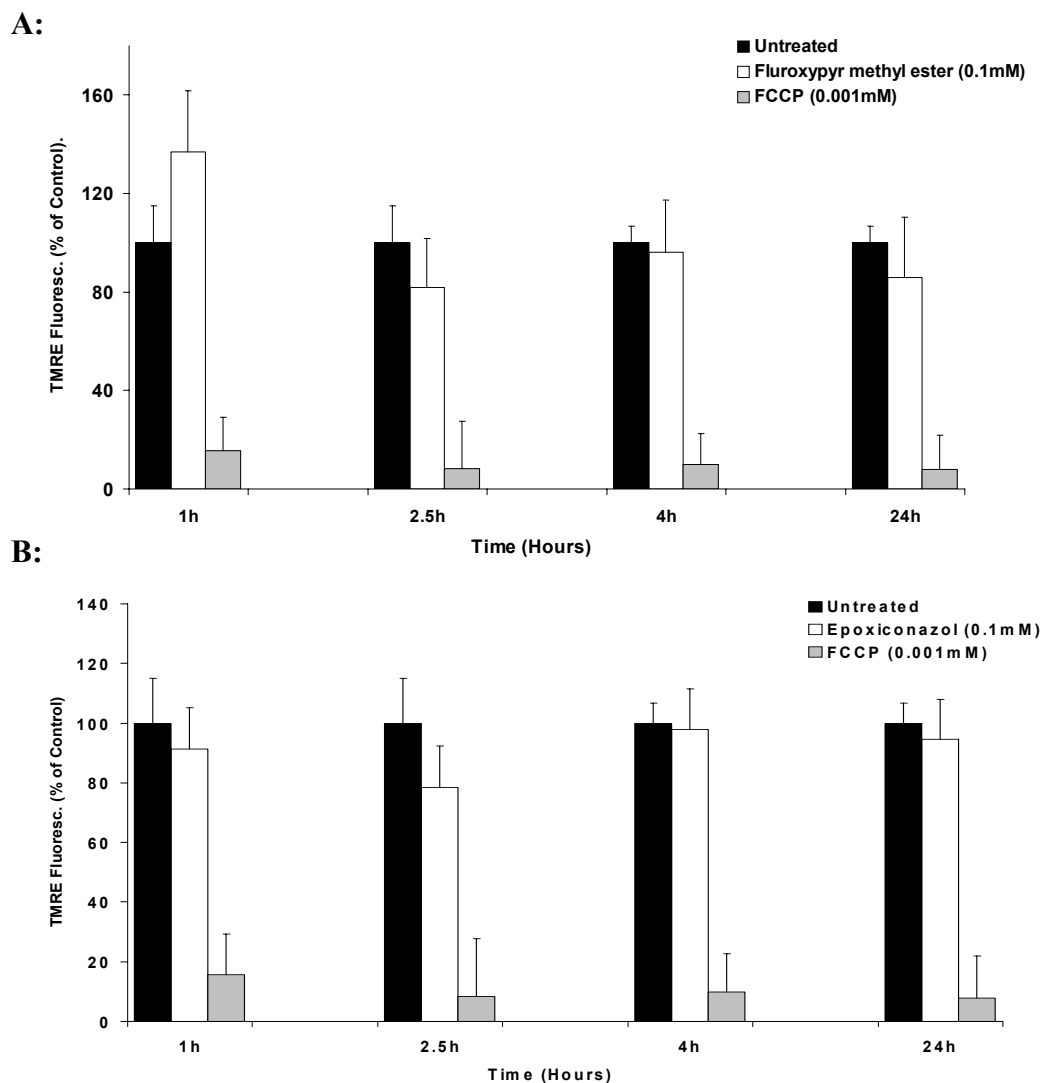 A:
Untreated
Fluroxypyr methyl ester (0.1mM)
FCCP (0.001mM)
TMRE Fluoresc. (% of Control).
160
120
80
40
0
1h 2.5h 4h 24h
Time (Hours)
B:
Untreated
Epoxiconazol (0.1mM)
FCCP (0.001mM)
TMRE Fluoresc. (% of Control)
140
120
100
80
60
40
20
0
1h 2.5h 4h 24h
Time (Hours)